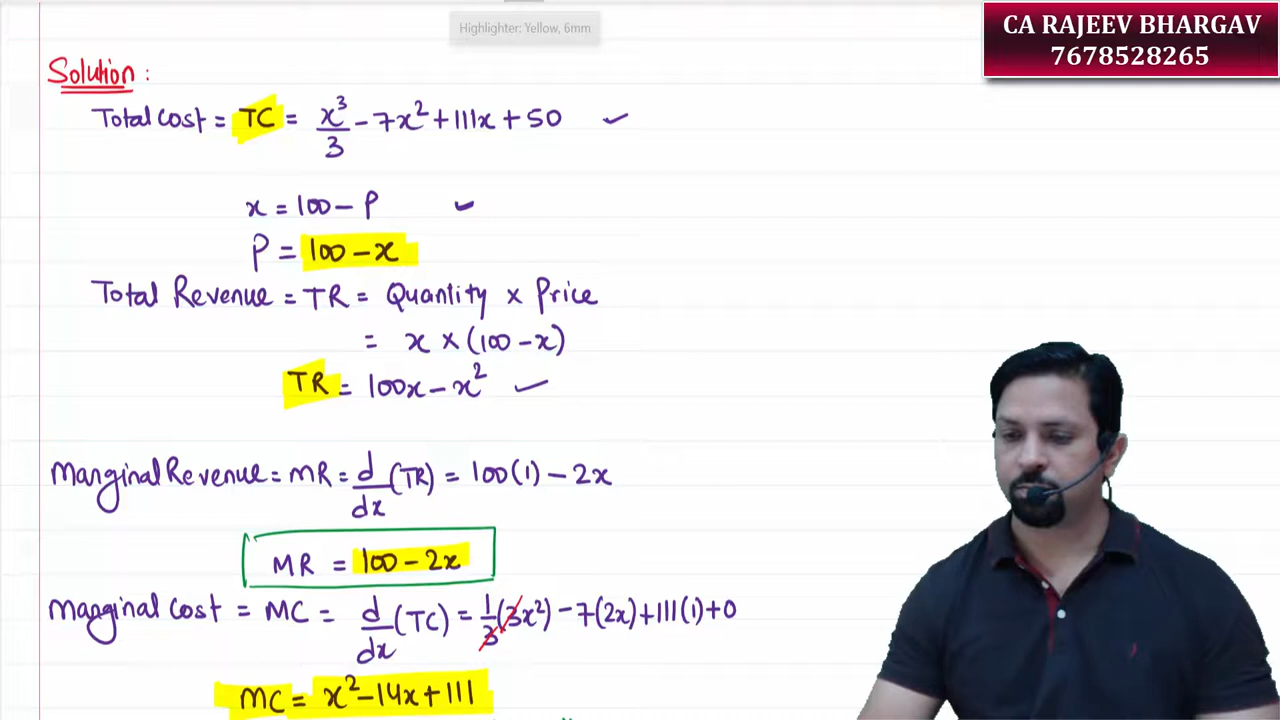 Highlighter: Yellow, 6mm
CA RAJEEV BHARGAV
7678528265
Solution :
Total Cost = TC = x³/3 - 7x² + 111x + 50 ✓
x = 100 - P ✓
P = 100 - x
Total Revenue = TR = Quantity × Price
= x × (100 - x)
TR = 100x - x² ✓
Marginal Revenue = MR = d/dx (TR) = 100(1) - 2x
MR = 100 - 2x
Marginal Cost = MC = d/dx (TC) = 1/3 (3x²) - 7(2x) + 111(1) + 0
MC = x² - 14x + 111